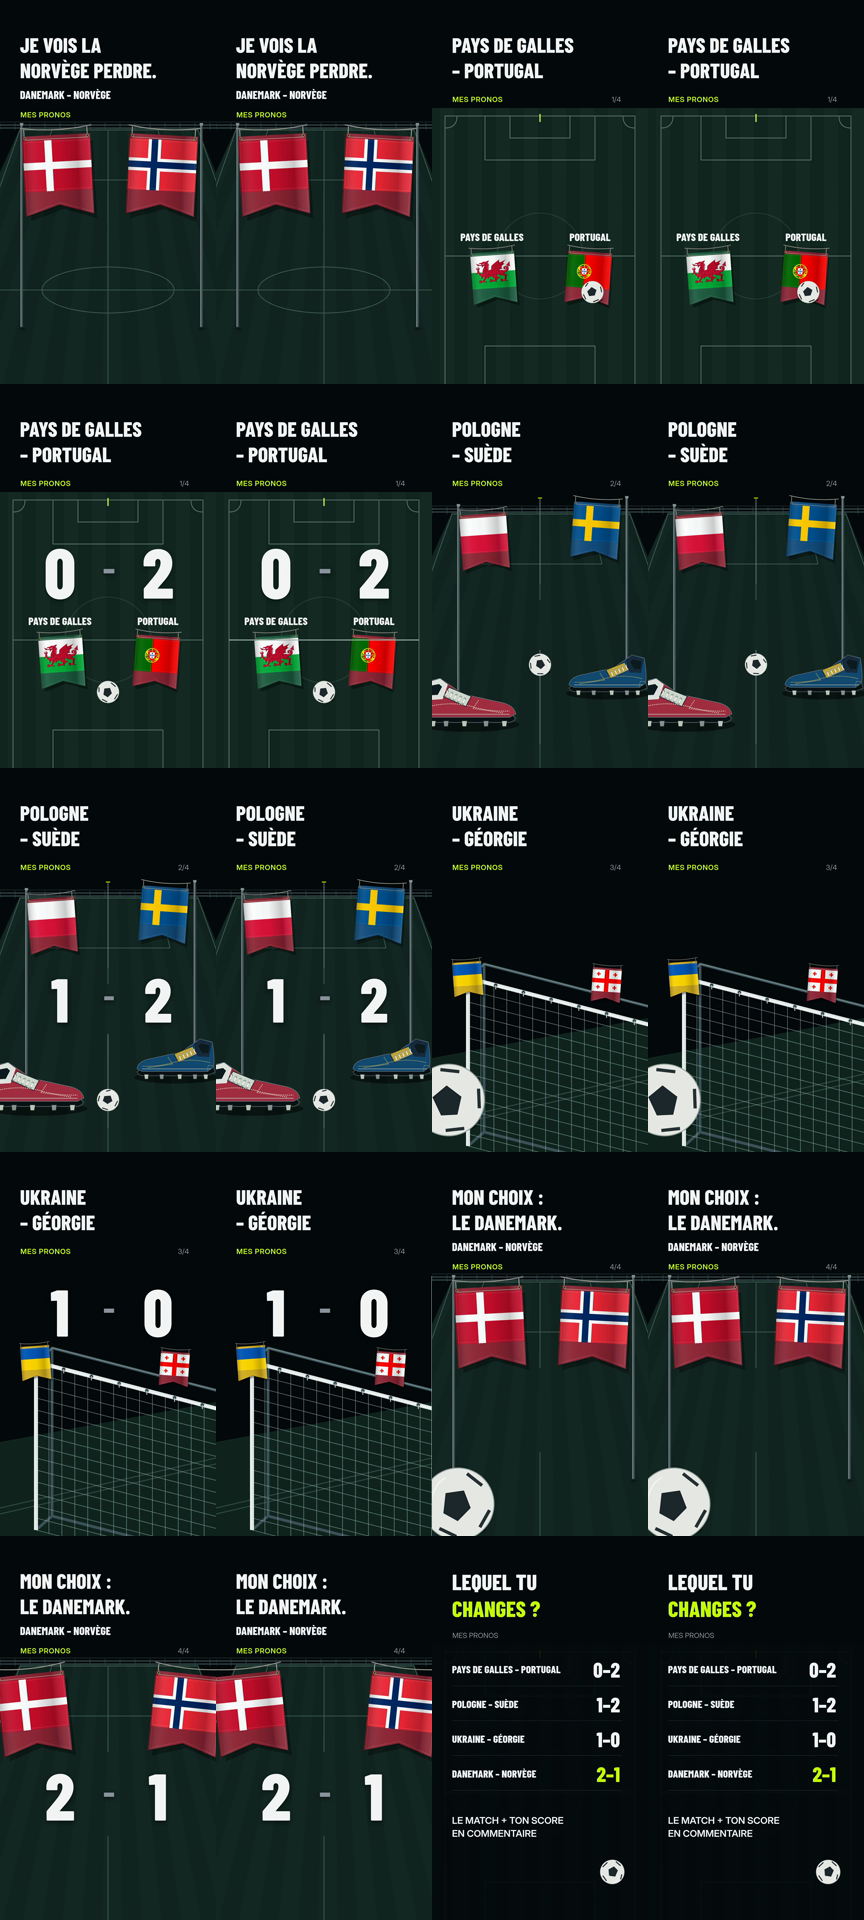 JE VOIS LA
NORVÈGE PERDRE.
DANEMARK – NORVÈGE
MES PRONOS
JE VOIS LA
NORVÈGE PERDRE.
DANEMARK – NORVÈGE
MES PRONOS
PAYS DE GALLES
– PORTUGAL
MES PRONOS 1/4
PAYS DE GALLES PORTUGAL
PAYS DE GALLES
– PORTUGAL
MES PRONOS 1/4
PAYS DE GALLES PORTUGAL
PAYS DE GALLES
– PORTUGAL
MES PRONOS 1/4
0 - 2
PAYS DE GALLES PORTUGAL
PAYS DE GALLES
– PORTUGAL
MES PRONOS 1/4
0 - 2
PAYS DE GALLES PORTUGAL
POLOGNE
– SUÈDE
MES PRONOS 2/4
POLOGNE
– SUÈDE
MES PRONOS 2/4
POLOGNE
– SUÈDE
MES PRONOS 2/4
1 - 2
POLOGNE
– SUÈDE
MES PRONOS 2/4
1 - 2
UKRAINE
– GÉORGIE
MES PRONOS 3/4
UKRAINE
– GÉORGIE
MES PRONOS 3/4
UKRAINE
– GÉORGIE
MES PRONOS 3/4
1 - 0
UKRAINE
– GÉORGIE
MES PRONOS 3/4
1 - 0
MON CHOIX :
LE DANEMARK.
DANEMARK – NORVÈGE
MES PRONOS 4/4
MON CHOIX :
LE DANEMARK.
DANEMARK – NORVÈGE
MES PRONOS 4/4
MON CHOIX :
LE DANEMARK.
DANEMARK – NORVÈGE
MES PRONOS 4/4
2 - 1
MON CHOIX :
LE DANEMARK.
DANEMARK – NORVÈGE
MES PRONOS 4/4
2 - 1
LEQUEL TU
CHANGES ?
MES PRONOS
PAYS DE GALLES – PORTUGAL 0–2
POLOGNE – SUÈDE 1–2
UKRAINE – GÉORGIE 1–0
DANEMARK – NORVÈGE 2–1
LE MATCH + TON SCORE
EN COMMENTAIRE
LEQUEL TU
CHANGES ?
MES PRONOS
PAYS DE GALLES – PORTUGAL 0–2
POLOGNE – SUÈDE 1–2
UKRAINE – GÉORGIE 1–0
DANEMARK – NORVÈGE 2–1
LE MATCH + TON SCORE
EN COMMENTAIRE